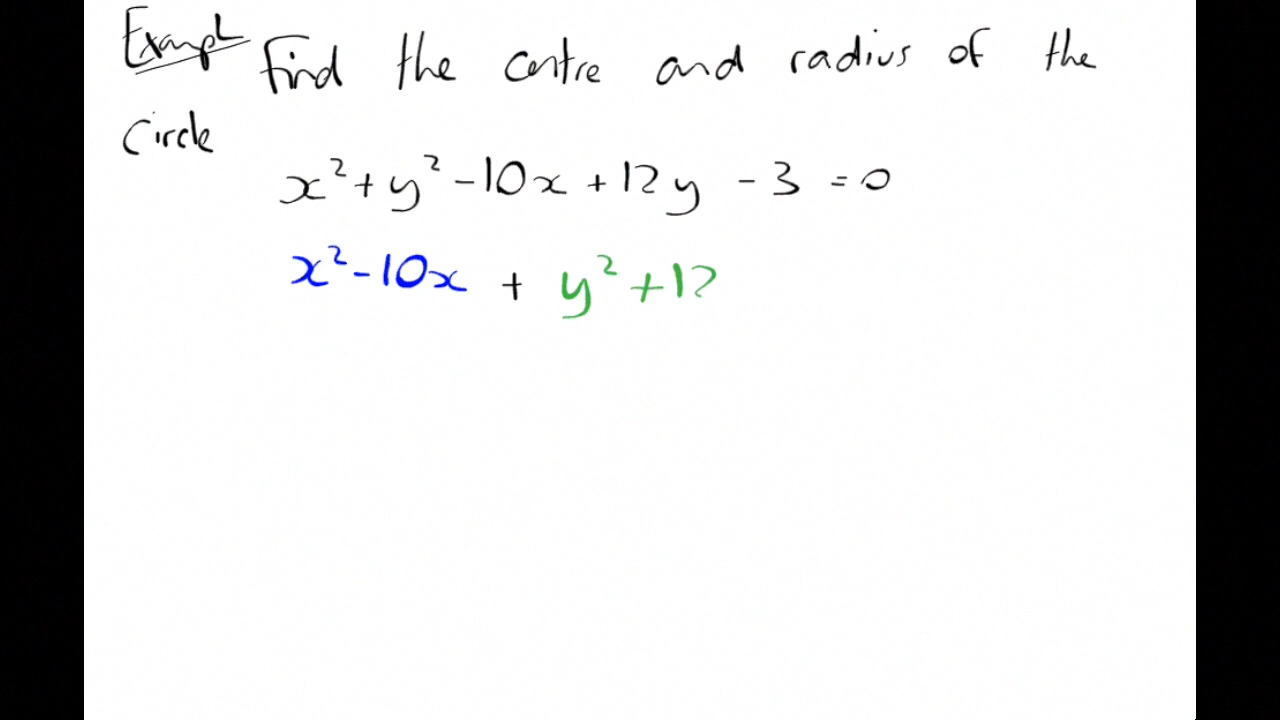 Example Find the centre and radius of the
Circle
x² + y² - 10x + 12y - 3 = 0
x² - 10x + y² + 12